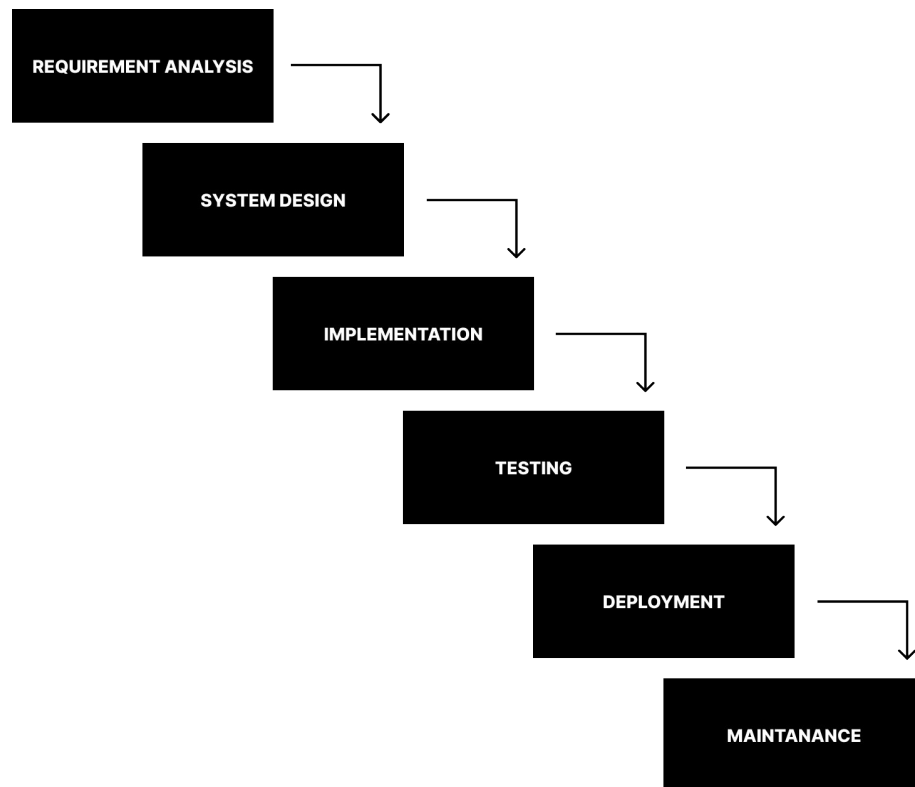 REQUIREMENT ANALYSIS
SYSTEM DESIGN
IMPLEMENTATION
TESTING
DEPLOYMENT
MAINTANANCE